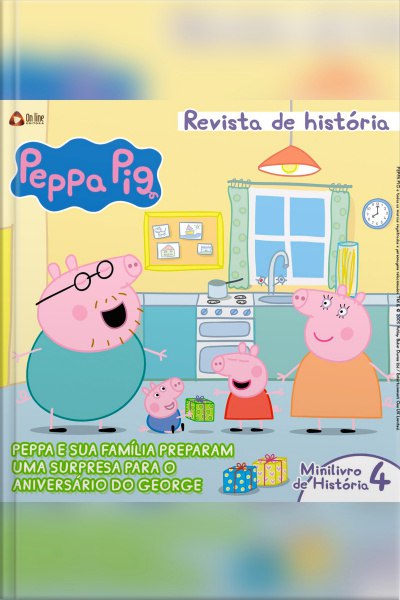 On line
EDITORA
Revista de história
Peppa Pig
PEPPA E SUA FAMÍLIA PREPARAM
UMA SURPRESA PARA O
ANIVERSÁRIO DO GEORGE
Minilivro
de História 4